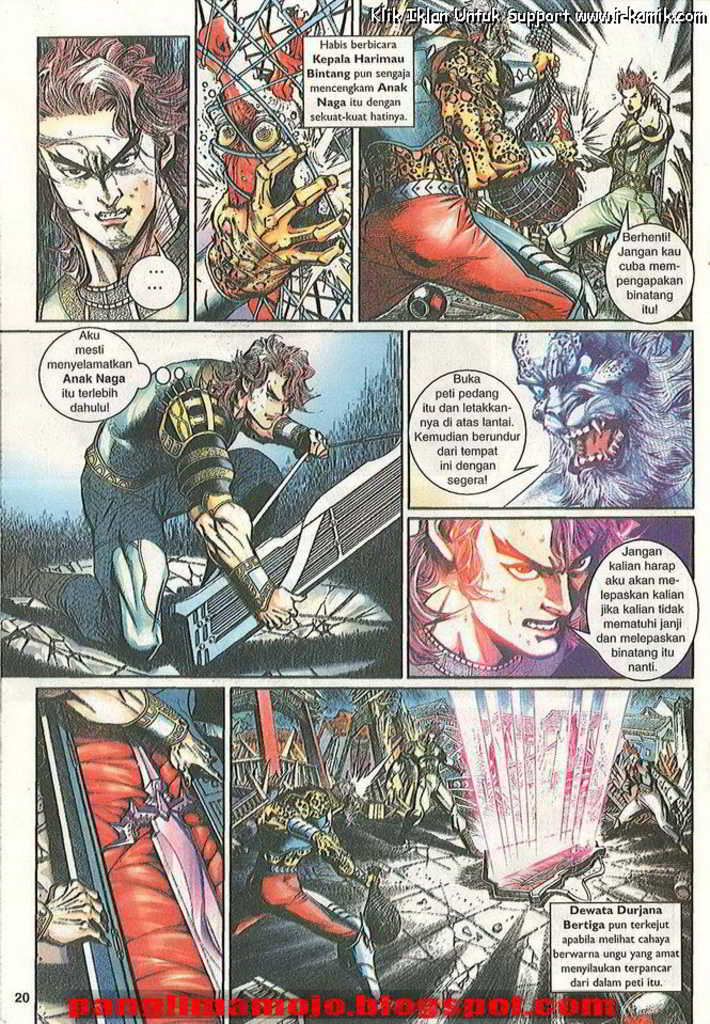 Klik Iklan Untuk Support www.ir-komik.com
Habis berbicara
Kepala Harimau
Bintang pun sengaja
mencengkam Anak
Naga itu dengan
sekuat-kuat hatinya.
...
...
Berhenti!
Jangan kau
cuba mem-
pengapakan
binatang
itu!
Aku
mesti
menyelamatkan
Anak Naga
itu terlebih
dahulu!
Buka
peti pedang
itu dan letakkan-
nya di atas lantai.
Kemudian berundur
dari tempat
ini dengan
segera!
Jangan
kalian harap
aku akan me-
lepaskan kalian
jika kalian tidak
mematuhi janji
dan melepaskan
binatang itu
nanti.
Dewata Durjana
Bertiga pun terkejut
apabila melihat cahaya
berwarna ungu yang amat
menyilaukan terpancar
dari dalam peti itu.
20
panglimamojo.blogspot.com